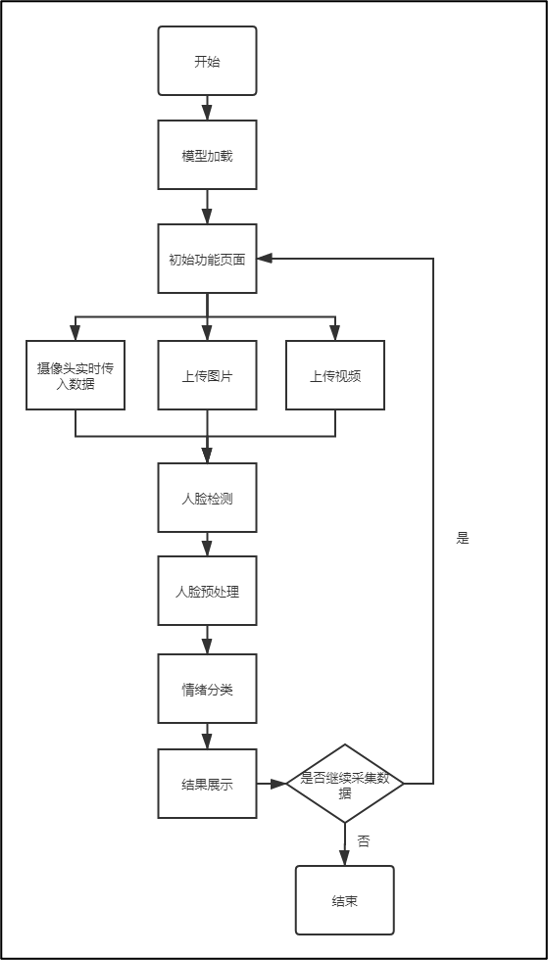 开始
模型加载
初始功能页面
摄像头实时传
入数据
上传图片
上传视频
人脸检测
人脸预处理
情绪分类
结果展示
是否继续采集数
据
是
否
结束